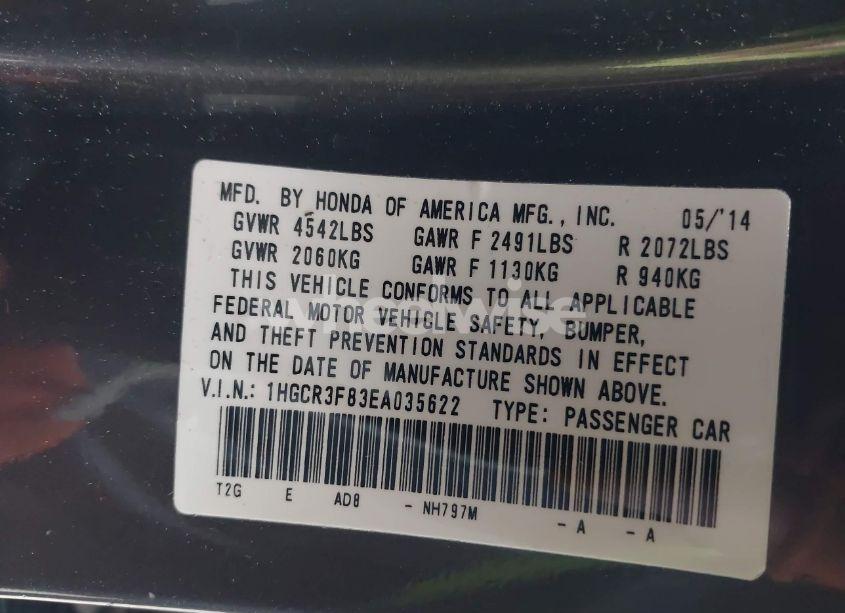 MFD. BY HONDA OF AMERICA MFG., INC. 05/'14
GVWR 4542LBS GAWR F 2491LBS R 2072LBS
GVWR 2060KG GAWR F 1130KG R 940KG
THIS VEHICLE CONFORMS TO ALL APPLICABLE
FEDERAL MOTOR VEHICLE SAFETY, BUMPER,
AND THEFT PREVENTION STANDARDS IN EFFECT
ON THE DATE OF MANUFACTURE SHOWN ABOVE.
V.I.N.: 1HGCR3F83EA035622 TYPE: PASSENGER CAR
T2G E AD8 - NH797M - A - A